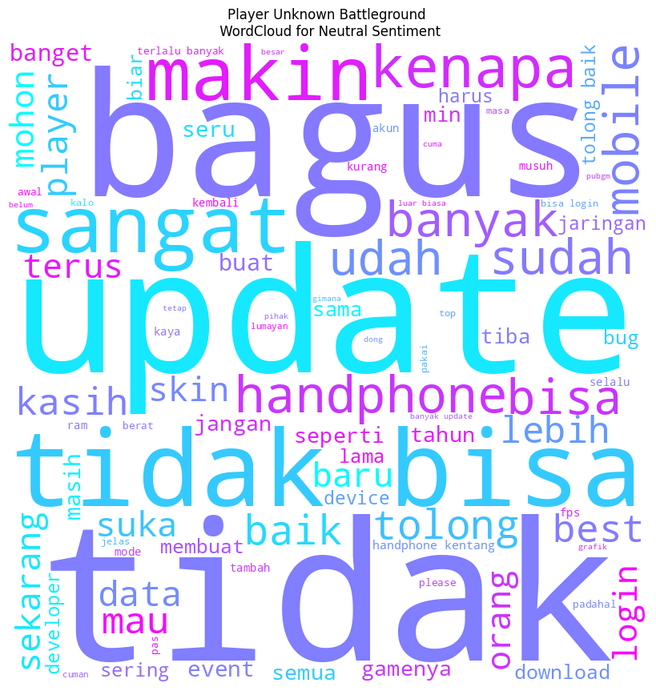 Player Unknown Battleground
WordCloud for Neutral Sentiment
banget
terlalu banyak
besar
makin
kenapa
biar
mohon
player
bagus
harus
min
masa
seru
akun
cuma
tolong baik
mobile
kurang
musuh
pubgm
awal
belum
kalo
kembali
luar biasa
bisa login
sangat
banyak
jaringan
terus
buat
udah
sudah
update
gimana
tetap
sama
top
pihak
lumayan
kaya
dong
tiba
bug
pakai
selalu
kasih
skin
handphone
bisa
ram
berat
jangan
banyak update
seperti
tahun
lebih
tidak bisa
lama
baru
masih
device
sekarang
suka
baik
tolong
best
fps
jelas
mode
membuat
handphone kentang
grafik
tidak
tambah
developer
data
please
orang
login
padahal
mau
pas
cuman
sering
event
semua
gamenya
download